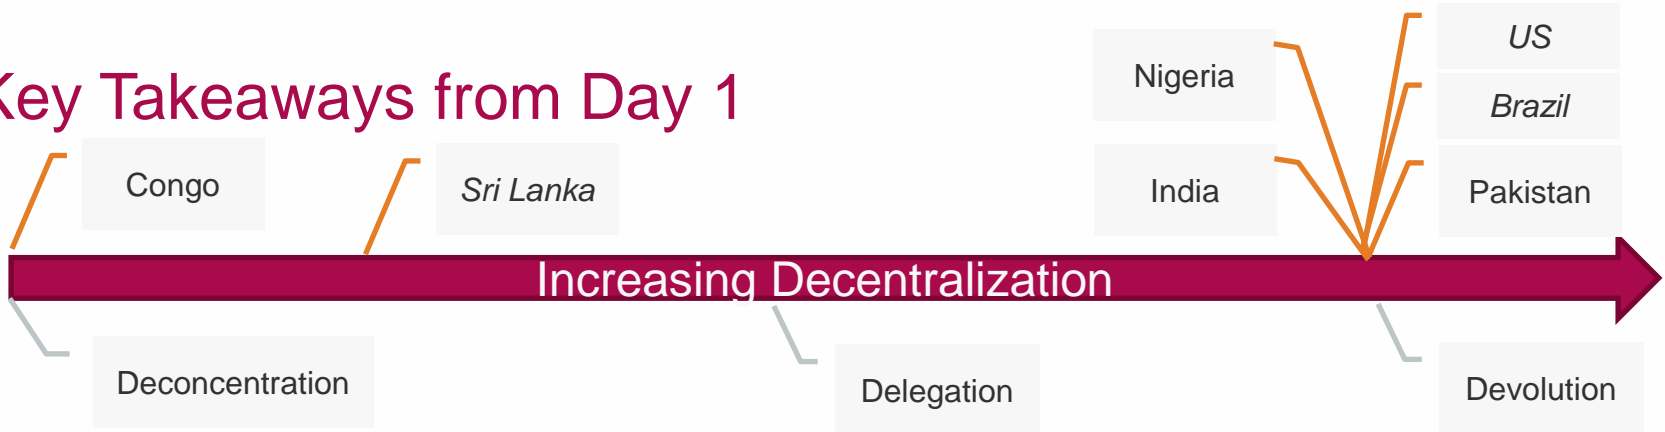 Key Takeaways from Day 1
US
Nigeria
Brazil
Congo
Sri Lanka
India
Pakistan
Increasing Decentralization
Deconcentration
Delegation
Devolution